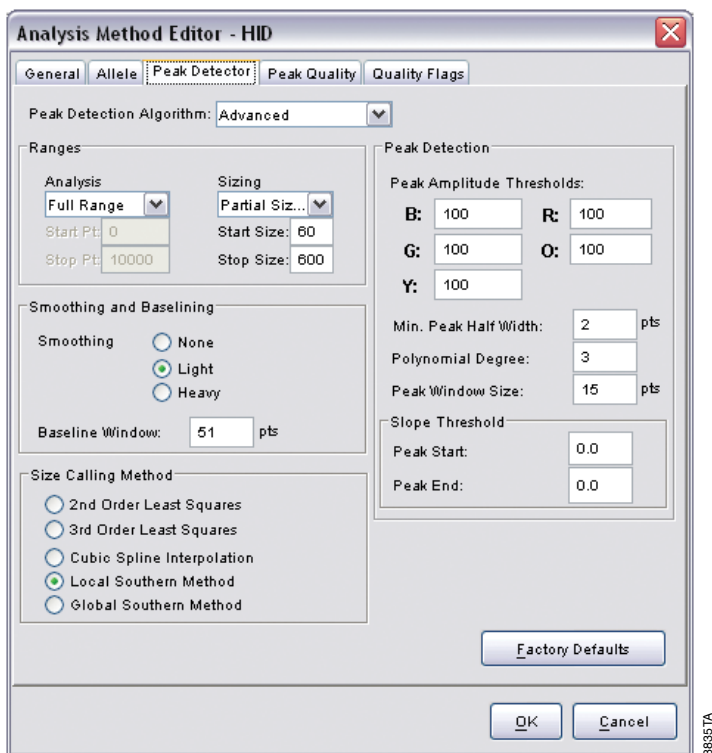 Analysis Method Editor - HID
General Allele Peak Detector Peak Quality Quality Flags
Peak Detection Algorithm: Advanced
Ranges
Analysis
Full Range
Start Pt: 0
Stop Pt: 10000
Sizing
Partial Siz...
Start Size: 60
Stop Size: 600
Smoothing and Baselining
Smoothing
None
Light
Heavy
Baseline Window: 51 pts
Size Calling Method
2nd Order Least Squares
3rd Order Least Squares
Cubic Spline Interpolation
Local Southern Method
Global Southern Method
Peak Detection
Peak Amplitude Thresholds:
B: 100 R: 100
G: 100 O: 100
Y: 100
Min. Peak Half Width: 2 pts
Polynomial Degree: 3
Peak Window Size: 15 pts
Slope Threshold
Peak Start: 0.0
Peak End: 0.0
Factory Defaults
OK Cancel